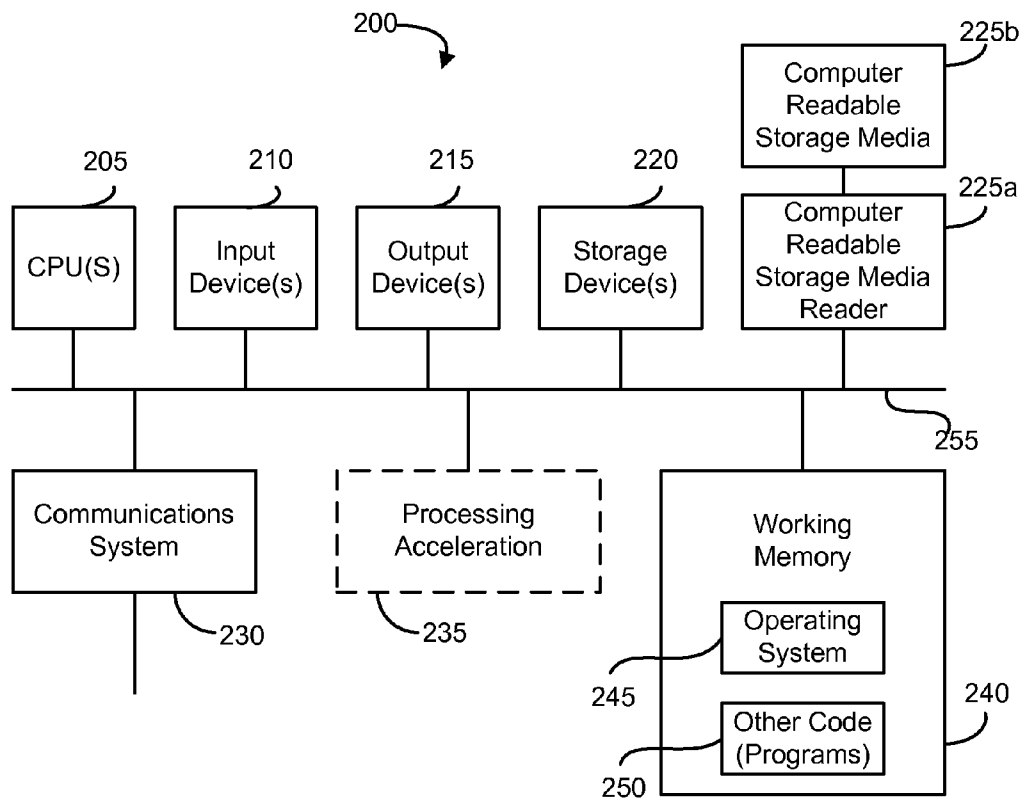 200
225b
Computer
Readable
Storage Media
205
210
215
220
225a
CPU(S)
Input
Device(s)
Output
Device(s)
Storage
Device(s)
Computer
Readable
Storage Media
Reader
255
Communications
System
230
Processing
Acceleration
235
Working
Memory
Operating
System
245
Other Code
(Programs)
250
240